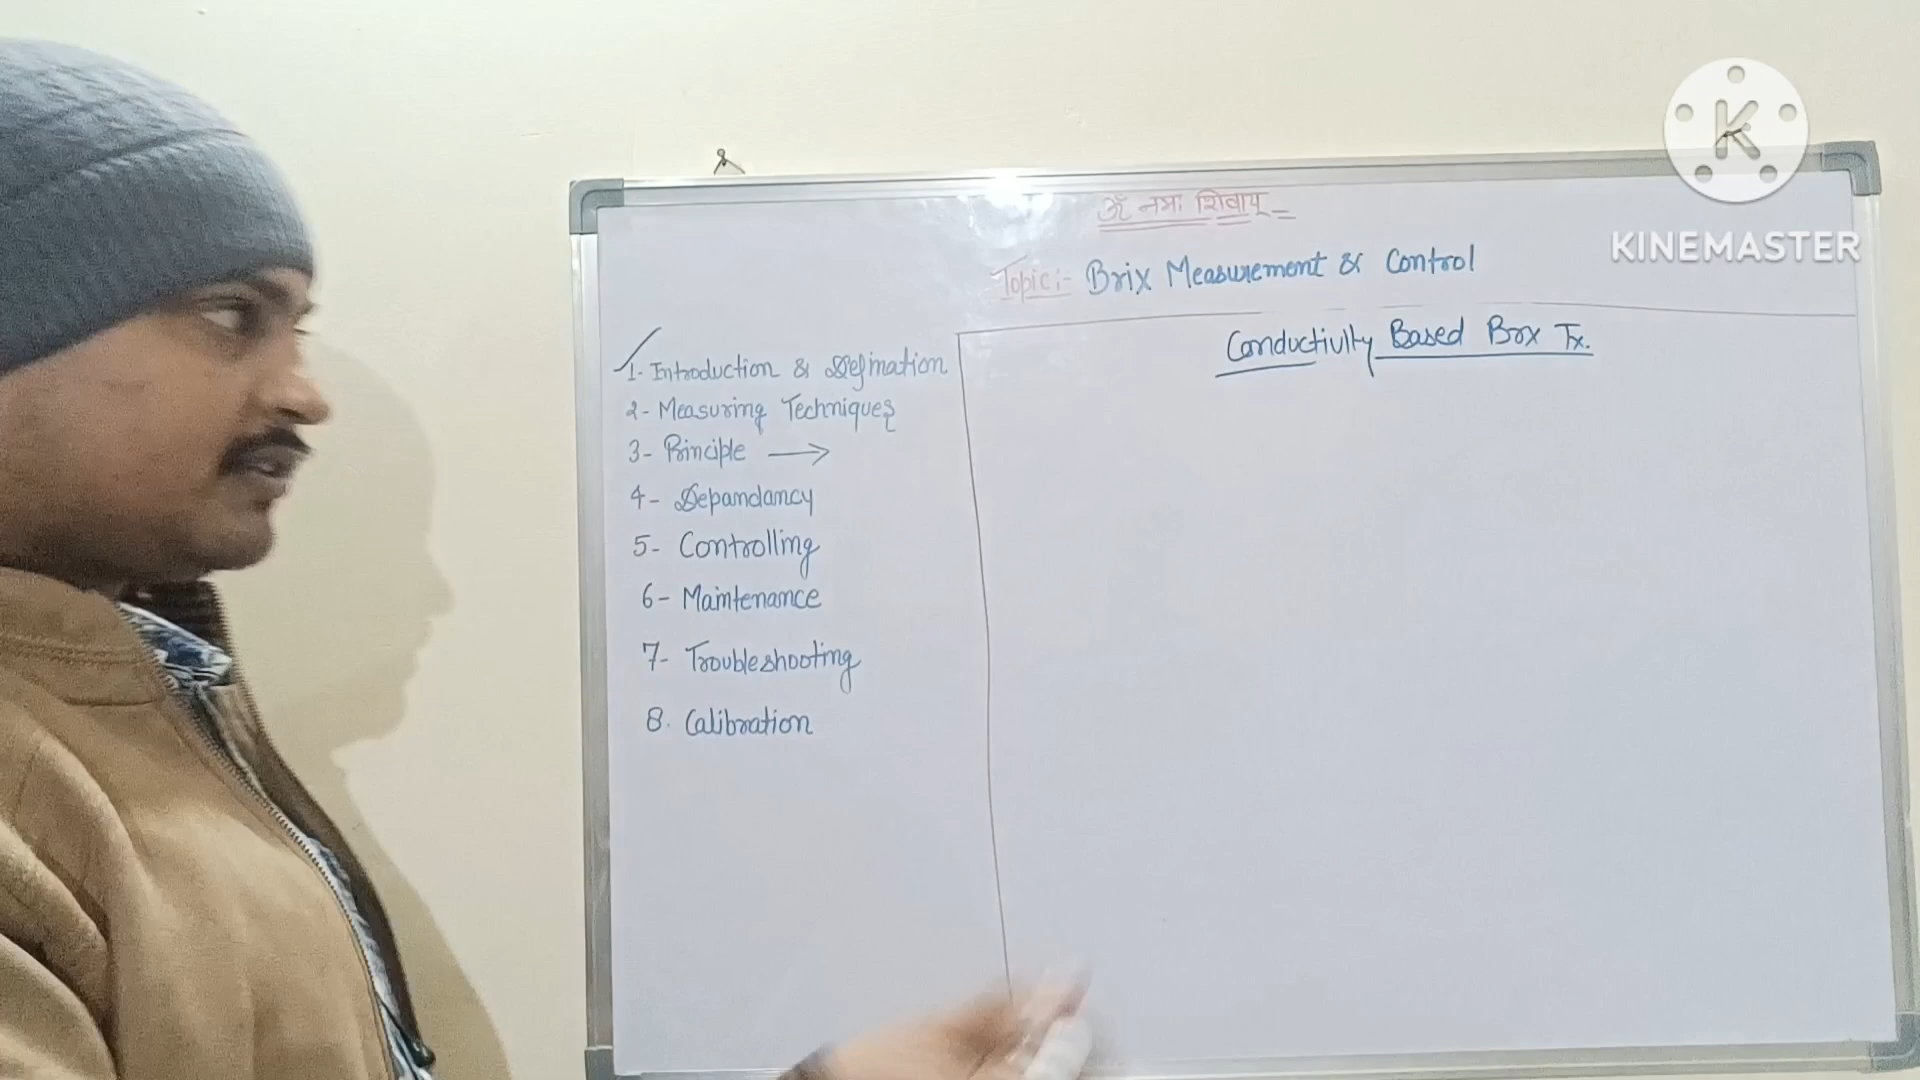 ॐ नमः शिवाय
Topic:- Brix Measurement & Control
Conductivity Based Brix Tx.
1. Introduction & Defination
2- Measuring Techniques
3- Principle →
4- Depandancy
5- Controlling
6- Maintenance
7- Troubleshooting
8. Calibration
K
KINEMASTER